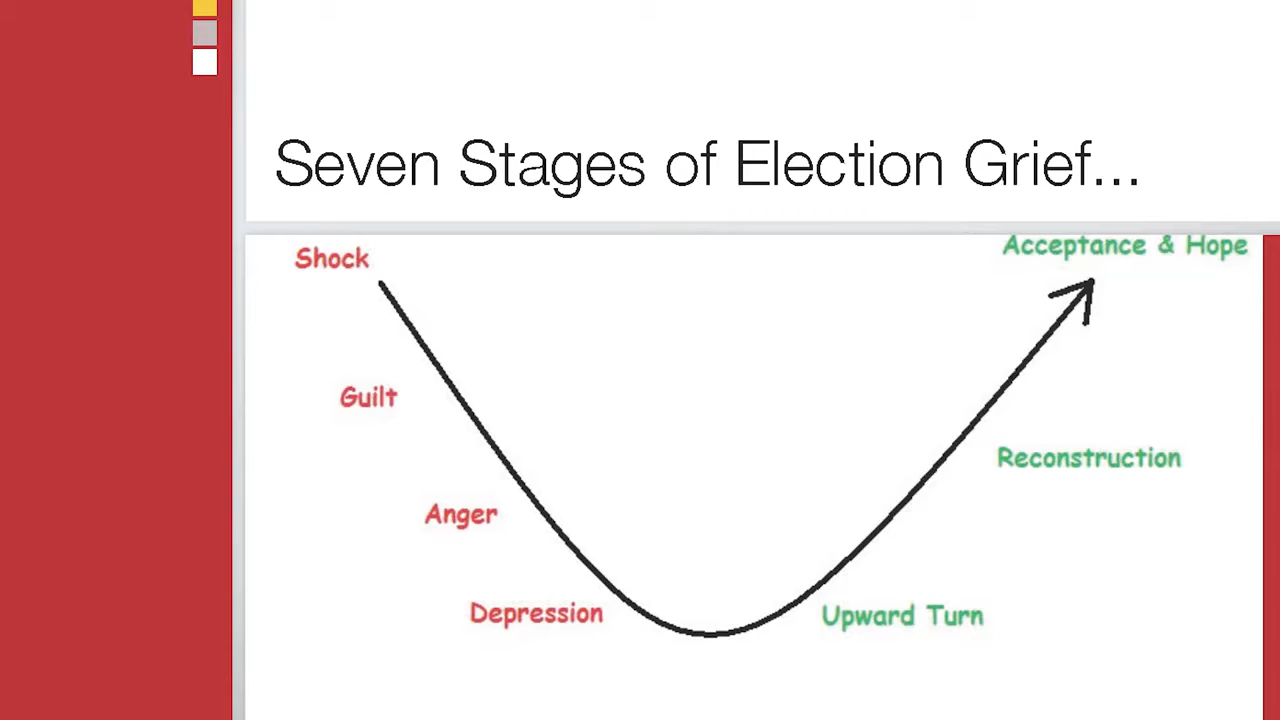 Seven Stages of Election Grief...
Shock
Guilt
Anger
Depression
Upward Turn
Reconstruction
Acceptance & Hope